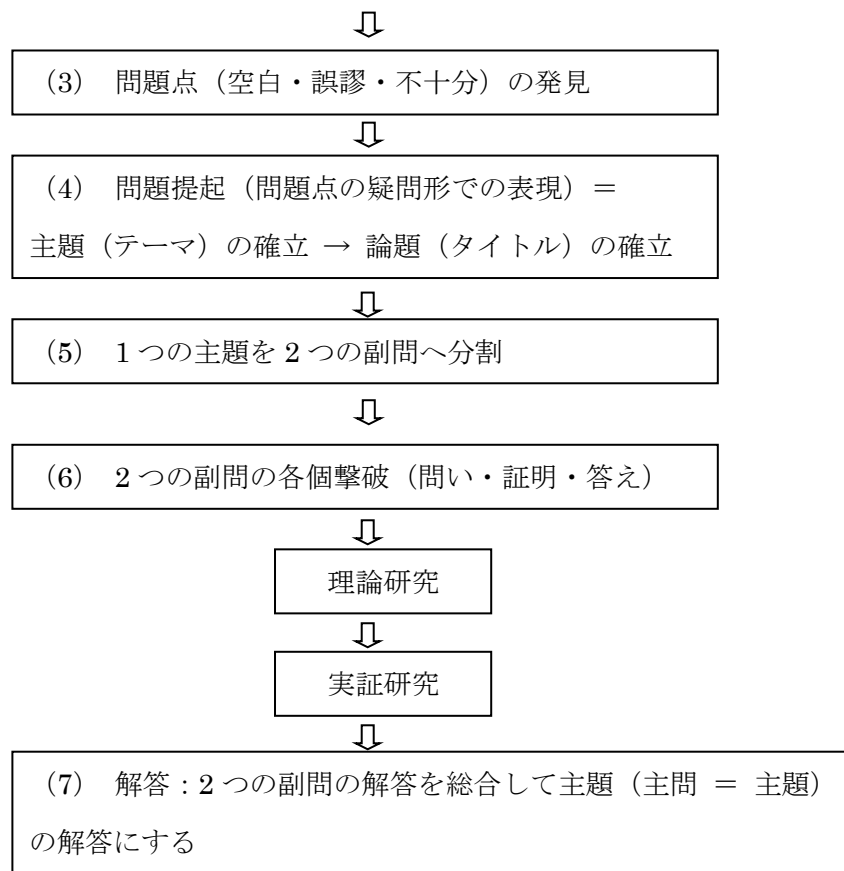 (3) 問題点（空白・誤謬・不十分）の発見
(4) 問題提起（問題点の疑問形での表現）＝
主題（テーマ）の確立 → 論題（タイトル）の確立
(5) 1つの主題を2つの副問へ分割
(6) 2つの副問の各個撃破（問い・証明・答え）
理論研究
実証研究
(7) 解答：2つの副問の解答を総合して主題（主問 ＝ 主題）
の解答にする